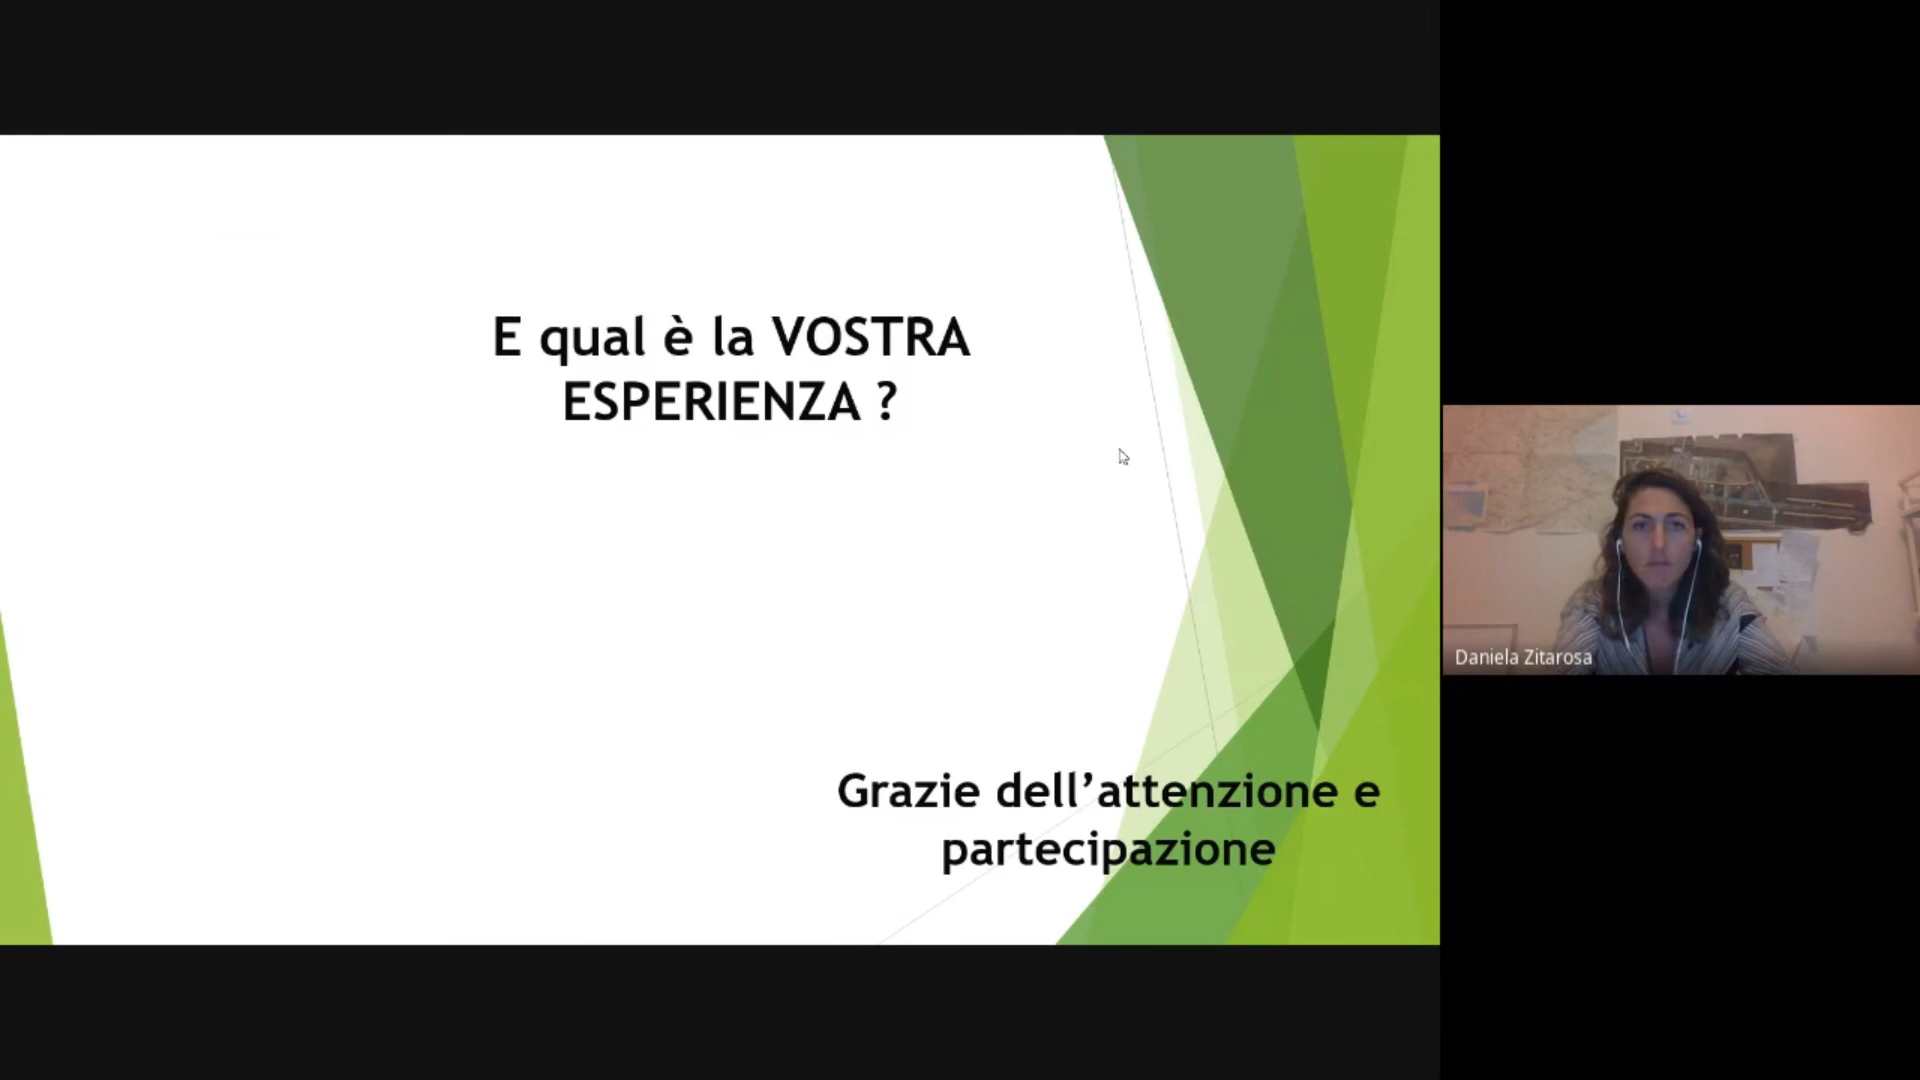 E qual è la VOSTRA
ESPERIENZA ?
Grazie dell’attenzione e
partecipazione
Daniela Zitarosa